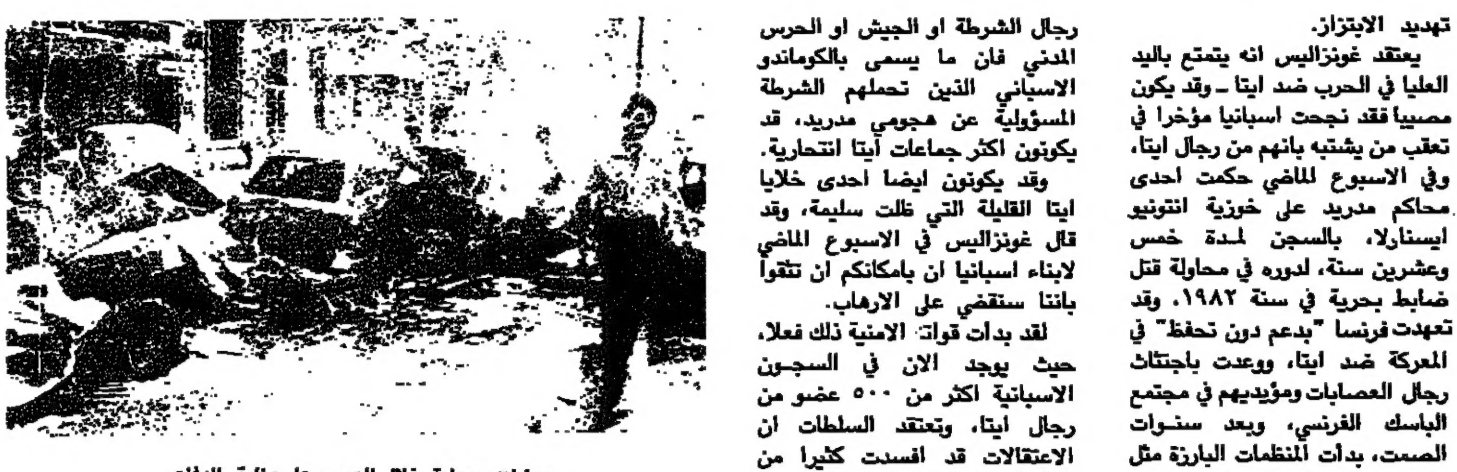 تهديد الابتزاز.
يعتقد غونزاليس انه يتمتع باليد
العليا في الحرب ضد ايتا ــ وقد يكون
مصيبا فقد نجحت اسبانيا مؤخرا في
تعقب من يشتبه بانهم من رجال ايتا،
وفي الاسبوع الماضي حكمت احدى
محاكم مدريد على خوزية انتونيو
ايسنارلا، بالسجن لمدة خمس
وعشرين سنة، لدوره في محاولة قتل
ضابط بحرية في سنة ١٩٨٢. وقد
تعهدت فرنسا "بدعم دون تحفظ" في
المعركة ضد ايتا، ووعدت باجتثاث
رجال العصابات ومؤيديهم في مجتمع
الباسك الفرنسي، وبعد سنوات
الصمت، بدأت المنظمات البارزة مثل
رجال الشرطة او الجيش او الحرس
المدني فان ما يسمى بالكوماندو
الاسباني الذين تحملهم الشرطة
المسؤولية عن هجومي مدريد، قد
يكونون اكثر جماعات آيتا انتحارية.
وقد يكونون ايضا احدى خلايا
ايتا القليلة التي ظلت سليمة، وقد
قال غونزاليس في الاسبوع الماضي
لابناء اسبانيا ان بامكانكم ان تثقوا
باننا سنقضي على الارهاب.
لقد بدأت قواتنا الامنية ذلك فعلا،
حيث يوجد الان في السجون
الاسبانية اكثر من ٥٠٠ عضو من
رجال ايتا، وتعتقد السلطات ان
الاعتقالات قد افسدت كثيرا من